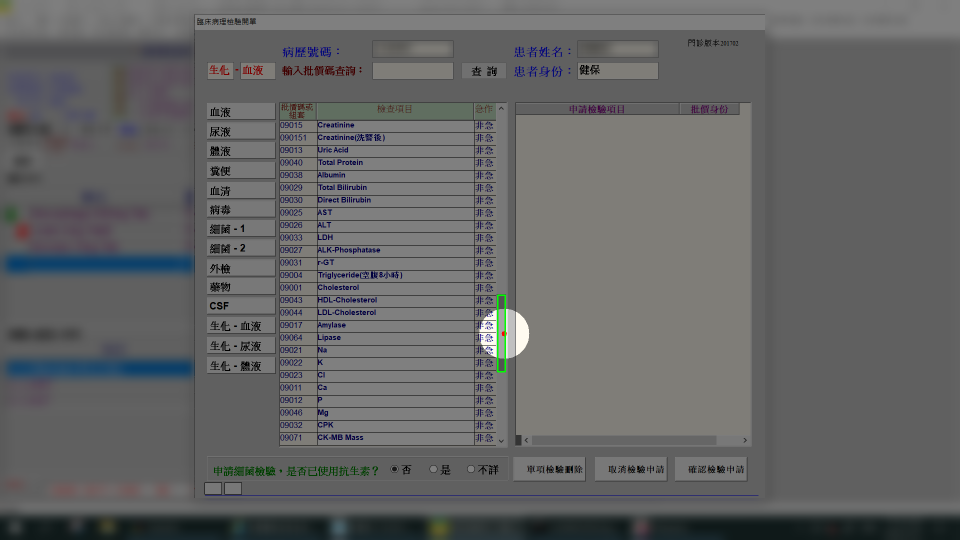 臨床病理檢驗開單
病歷號碼：
患者姓名：
門診版本201702
生化 - 血液
輸入批價碼查詢：
查 詢
患者身份：
健保
血液
尿液
體液
糞便
血清
病毒
細菌 - 1
細菌 - 2
外檢
藥物
CSF
生化 - 血液
生化 - 尿液
生化 - 體液
批價碼或組套 檢查項目 急作
09015 Creatinine 非急
090151 Creatinine(洗腎後) 非急
09013 Uric Acid 非急
09040 Total Protein 非急
09038 Albumin 非急
09029 Total Bilirubin 非急
09030 Direct Bilirubin 非急
09025 AST 非急
09026 ALT 非急
09033 LDH 非急
09027 ALK-Phosphatase 非急
09031 r-GT 非急
09004 Triglyceride(空腹8小時) 非急
09001 Cholesterol 非急
09043 HDL-Cholesterol 非急
09044 LDL-Cholesterol 非急
09017 Amylase 非急
09064 Lipase 非急
09021 Na 非急
09022 K 非急
09023 Cl 非急
09011 Ca 非急
09012 P 非急
09046 Mg 非急
09032 CPK 非急
09071 CK-MB Mass 非急
申請檢驗項目 批價身份
申請細菌檢驗，是否已使用抗生素？ 否 是 不詳
單項檢驗刪除
取消檢驗申請
確認檢驗申請